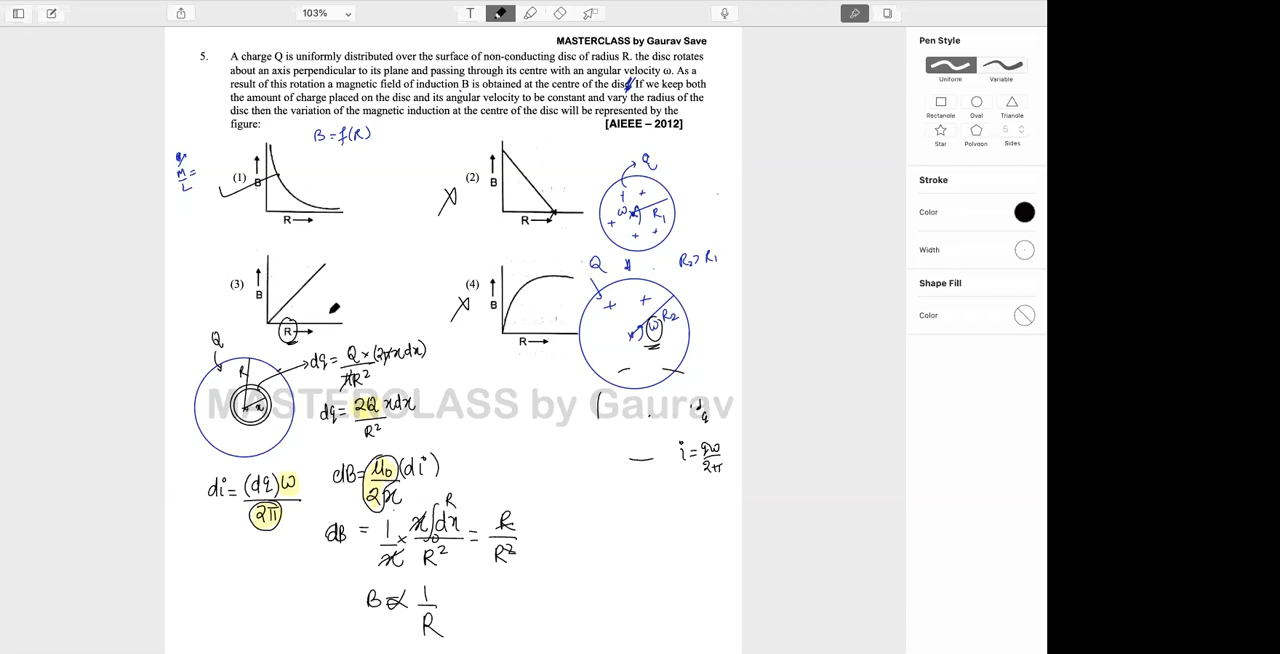 103%
T
Pen Style
MASTERCLASS by Gaurav Save
Uniform
Variable
5. A charge Q is uniformly distributed over the surface of non-conducting disc of radius R. the disc rotates
about an axis perpendicular to its plane and passing through its centre with an angular velocity ω. As a
result of this rotation a magnetic field of induction B is obtained at the centre of the disc. If we keep both
the amount of charge placed on the disc and its angular velocity to be constant and vary the radius of the
disc then the variation of the magnetic induction at the centre of the disc will be represented by the
figure: [AIEEE – 2012]
Rectangle
Oval
Triangle
5
Star
Polygon
Sides
B = f(R)
M/L =
(1)
B
R
(2)
B
R
Q
+ +
ω R₁
+ +
+
Stroke
Color
Width
R₂ > R₁
(3)
B
R
(4)
B
R
Q
+ +
ω R₂
Shape Fill
Color
Q
R
x
dq = Q/πR² × (2πx dx)
MASTERCLASS by Gaurav
dq = 2Q/R² x dx
dq
i = qω/2π
di = (dq)ω/2π
dB = μ₀/2x (di)
dB = 1/x × x∫₀ᴿ dx/R² = R/R²
B ∝ 1/R